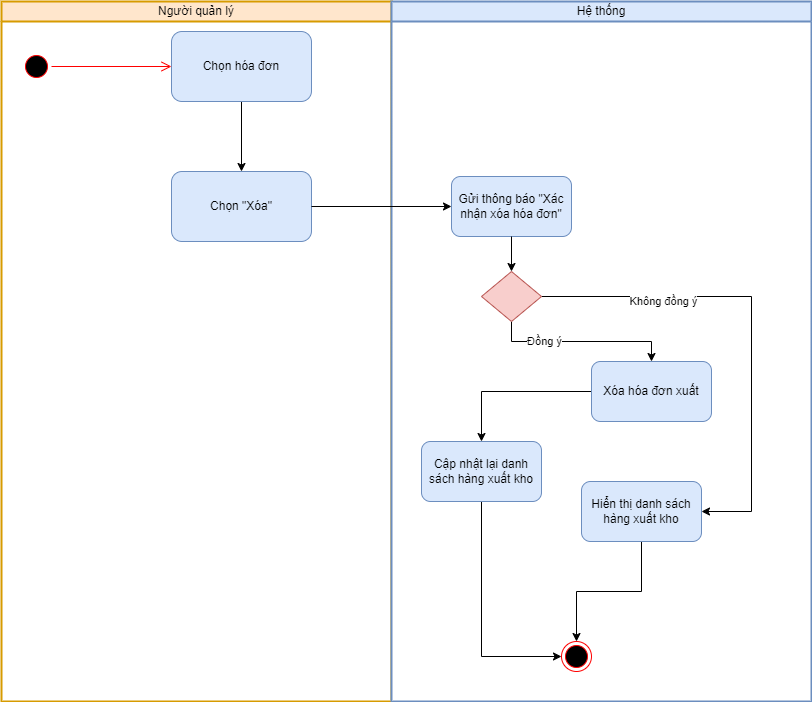 Người quản lý
Hệ thống
Chọn hóa đơn
Chọn "Xóa"
Gửi thông báo "Xác
nhận xóa hóa đơn"
Không đồng ý
Đồng ý
Xóa hóa đơn xuất
Cập nhật lại danh
sách hàng xuất kho
Hiển thị danh sách
hàng xuất kho